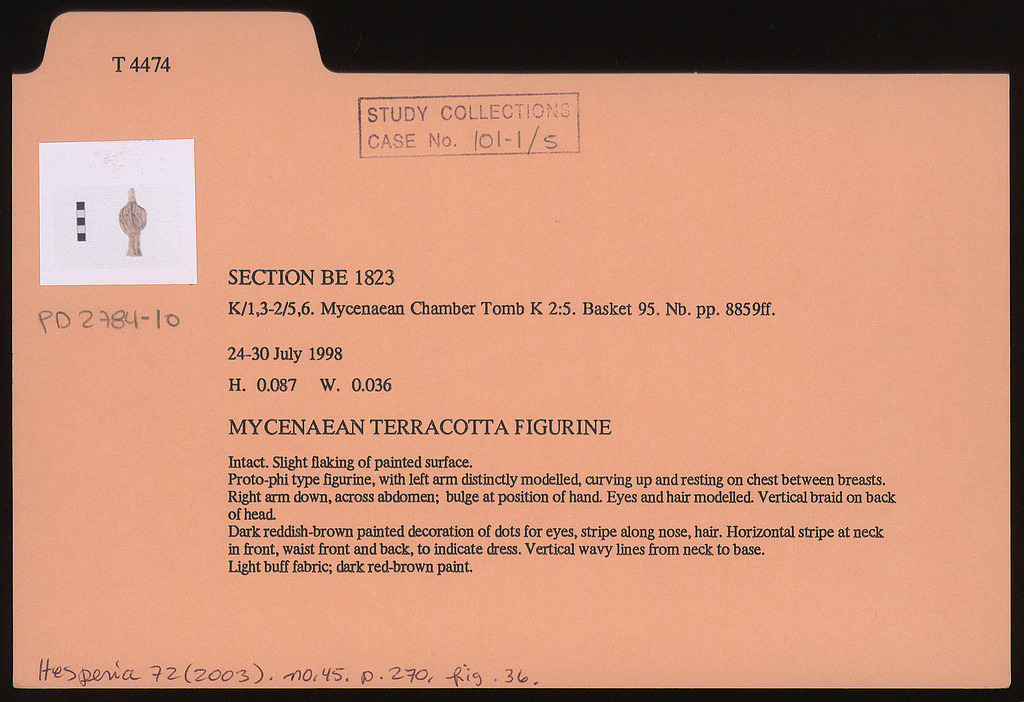 T 4474
STUDY COLLECTIONS
CASE No. 101-1/5
PD 2784-10
SECTION BE 1823
K/1,3-2/5,6. Mycenaean Chamber Tomb K 2:5. Basket 95. Nb. pp. 8859ff.
24-30 July 1998
H. 0.087 W. 0.036
MYCENAEAN TERRACOTTA FIGURINE
Intact. Slight flaking of painted surface.
Proto-phi type figurine, with left arm distinctly modelled, curving up and resting on chest between breasts.
Right arm down, across abdomen; bulge at position of hand. Eyes and hair modelled. Vertical braid on back
of head.
Dark reddish-brown painted decoration of dots for eyes, stripe along nose, hair. Horizontal stripe at neck
in front, waist front and back, to indicate dress. Vertical wavy lines from neck to base.
Light buff fabric; dark red-brown paint.
Hesperia 72 (2003). no. 45. p. 270, fig. 36.